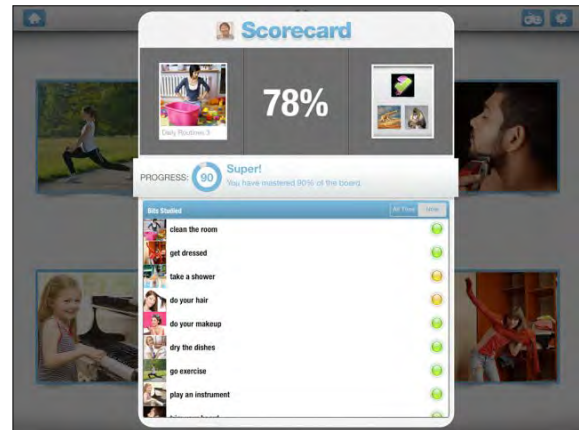 Scorecard
Daily Routines 3
78%
PROGRESS: 90
Super!
You have mastered 90% of the board.
Bits Studied
All Time
clean the room
get dressed
take a shower
do your hair
do your makeup
dry the dishes
go exercise
play an instrument